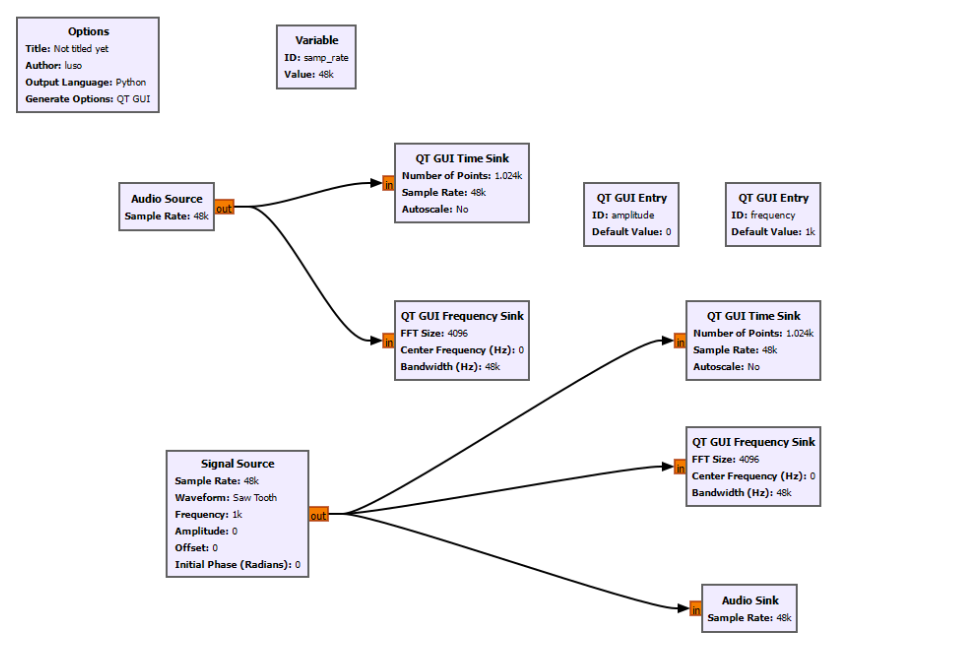 Options
Title: Not titled yet
Author: luso
Output Language: Python
Generate Options: QT GUI
Variable
ID: samp_rate
Value: 48k
Audio Source
Sample Rate: 48k
out
in
QT GUI Time Sink
Number of Points: 1.024k
Sample Rate: 48k
Autoscale: No
QT GUI Entry
ID: amplitude
Default Value: 0
QT GUI Entry
ID: frequency
Default Value: 1k
in
QT GUI Frequency Sink
FFT Size: 4096
Center Frequency (Hz): 0
Bandwidth (Hz): 48k
in
QT GUI Time Sink
Number of Points: 1.024k
Sample Rate: 48k
Autoscale: No
in
QT GUI Frequency Sink
FFT Size: 4096
Center Frequency (Hz): 0
Bandwidth (Hz): 48k
Signal Source
Sample Rate: 48k
Waveform: Saw Tooth
Frequency: 1k
Amplitude: 0
Offset: 0
Initial Phase (Radians): 0
out
in
Audio Sink
Sample Rate: 48k